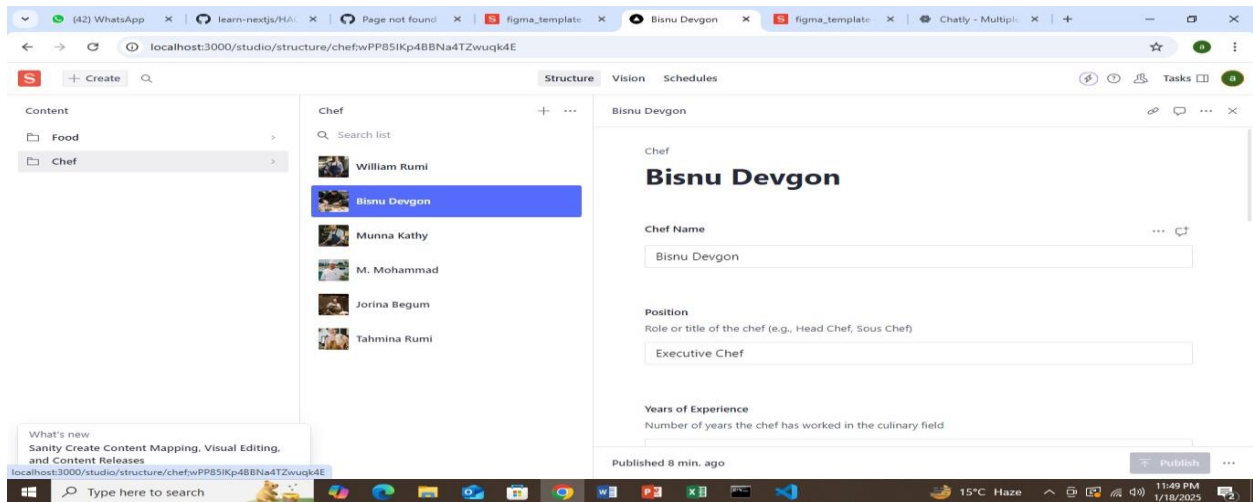 (42) WhatsApp
learn-nextjs/HAC
Page not found
figma_template
Bisnu Devgon
figma_template
Chatly - Multiple
localhost:3000/studio/structure/chef;wPP85IKp4BBNa4TZwuqk4E
a
S
+ Create
Structure Vision Schedules
Tasks
a
Content
Food
Chef
Chef
Search list
William Rumi
Bisnu Devgon
Munna Kathy
M. Mohammad
Jorina Begum
Tahmina Rumi
Bisnu Devgon
Chef
Bisnu Devgon
Chef Name
Bisnu Devgon
Position
Role or title of the chef (e.g., Head Chef, Sous Chef)
Executive Chef
Years of Experience
Number of years the chef has worked in the culinary field
Published 8 min. ago
Publish
What's new
Sanity Create Content Mapping, Visual Editing,
and Content Releases
localhost:3000/studio/structure/chef;wPP85IKp4BBNa4TZwuqk4E
Type here to search
15°C Haze
11:49 PM
1/18/2025